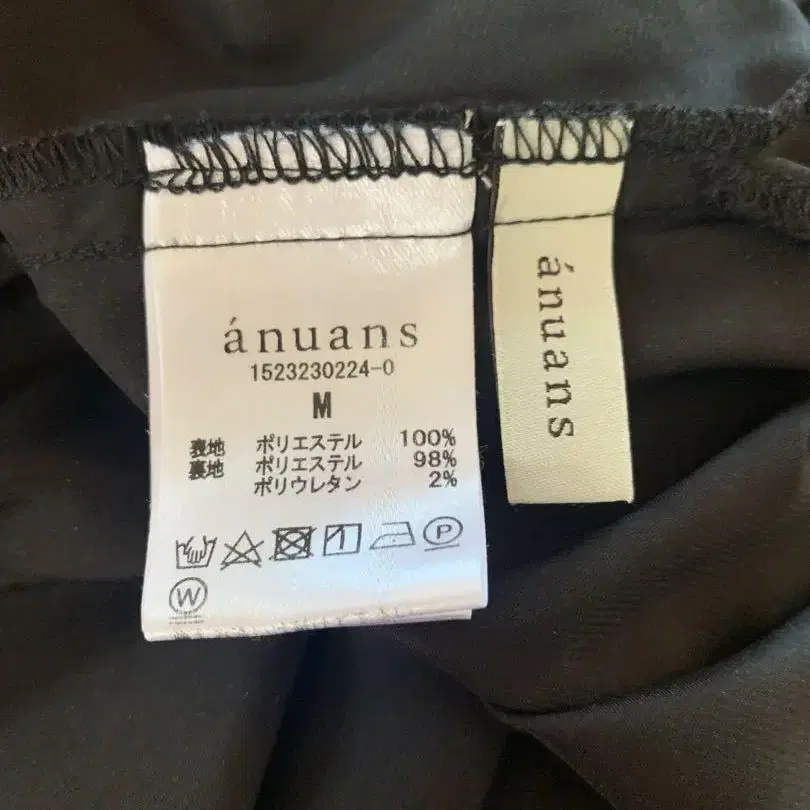 ánuans
1523230224-0
M
表地 ポリエステル 100%
裏地 ポリエステル 98%
ポリウレタン 2%
P
W
ánuans